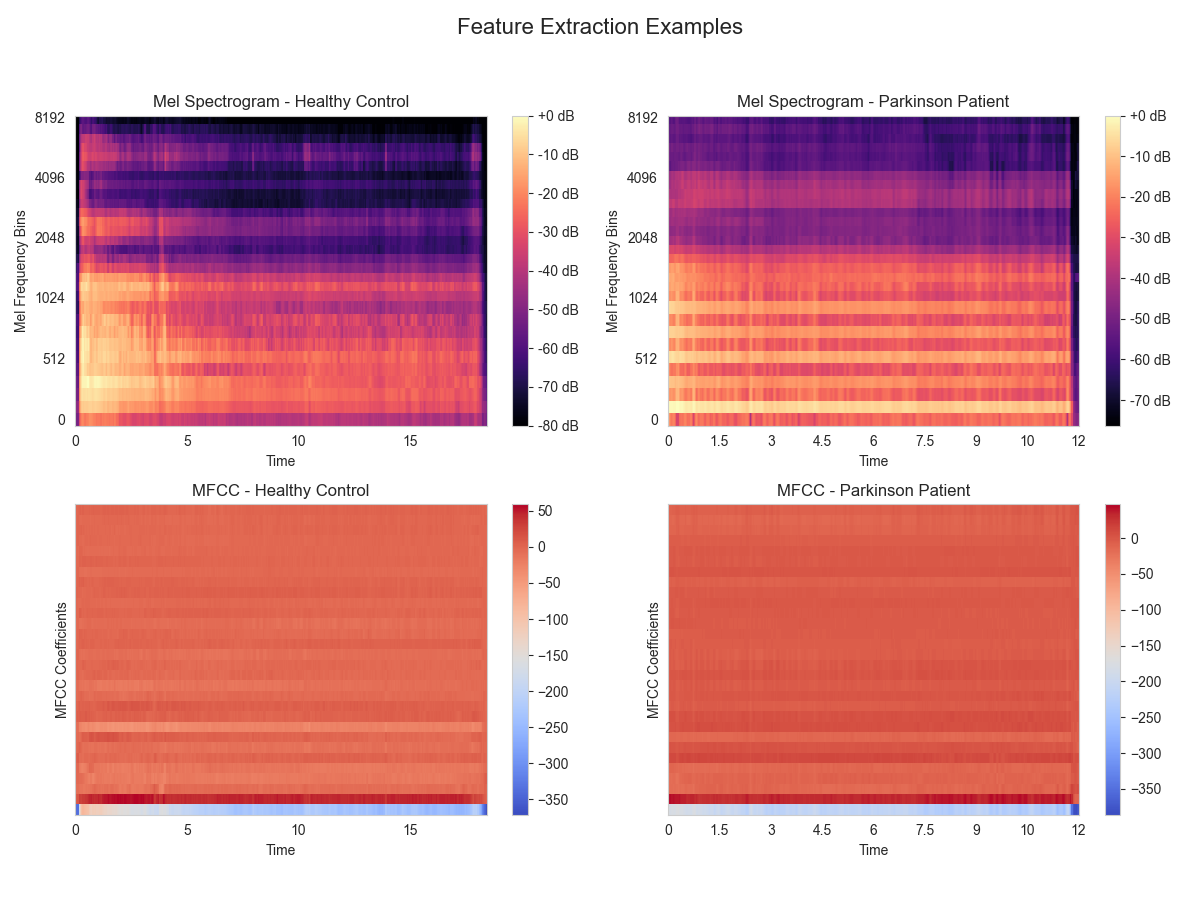 Feature Extraction Examples
Mel Spectrogram - Healthy Control
Mel Frequency Bins
8192
4096
2048
1024
512
0
0 5 10 15
Time
+0 dB
-10 dB
-20 dB
-30 dB
-40 dB
-50 dB
-60 dB
-70 dB
-80 dB
Mel Spectrogram - Parkinson Patient
Mel Frequency Bins
8192
4096
2048
1024
512
0
0 1.5 3 4.5 6 7.5 9 10 12
Time
+0 dB
-10 dB
-20 dB
-30 dB
-40 dB
-50 dB
-60 dB
-70 dB
MFCC - Healthy Control
MFCC Coefficients
0 5 10 15
Time
50
0
−50
−100
−150
−200
−250
−300
−350
MFCC - Parkinson Patient
MFCC Coefficients
0 1.5 3 4.5 6 7.5 9 10 12
Time
0
−50
−100
−150
−200
−250
−300
−350